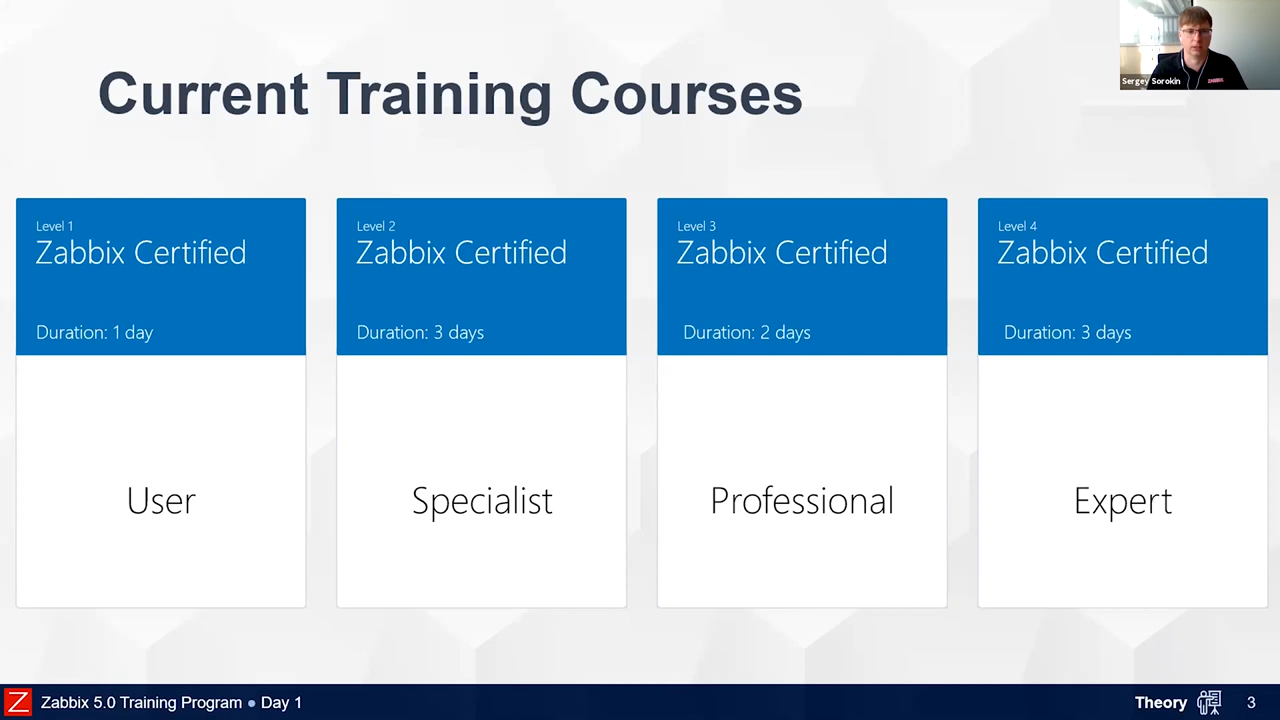 Current Training Courses
Sergey Sorokin
Level 1
Zabbix Certified
Duration: 1 day
User
Level 2
Zabbix Certified
Duration: 3 days
Specialist
Level 3
Zabbix Certified
Duration: 2 days
Professional
Level 4
Zabbix Certified
Duration: 3 days
Expert
Z
Zabbix 5.0 Training Program • Day 1
Theory
3